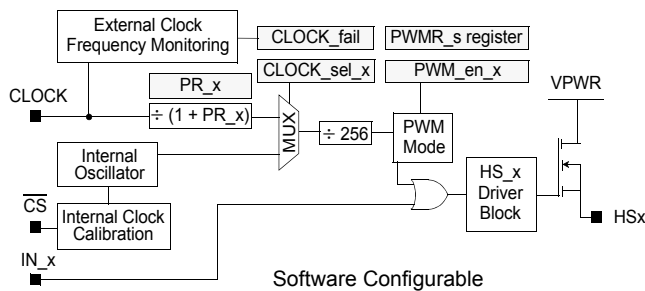 External Clock
Frequency Monitoring
CLOCK_fail
PWMR_s register
CLOCK_sel_x
PWM_en_x
PR_x
VPWR
CLOCK
÷ (1 + PR_x)
MUX
÷ 256
PWM
Mode
Internal
Oscillator
HS_x
Driver
Block
CS
Internal Clock
Calibration
HSx
IN_x
Software Configurable